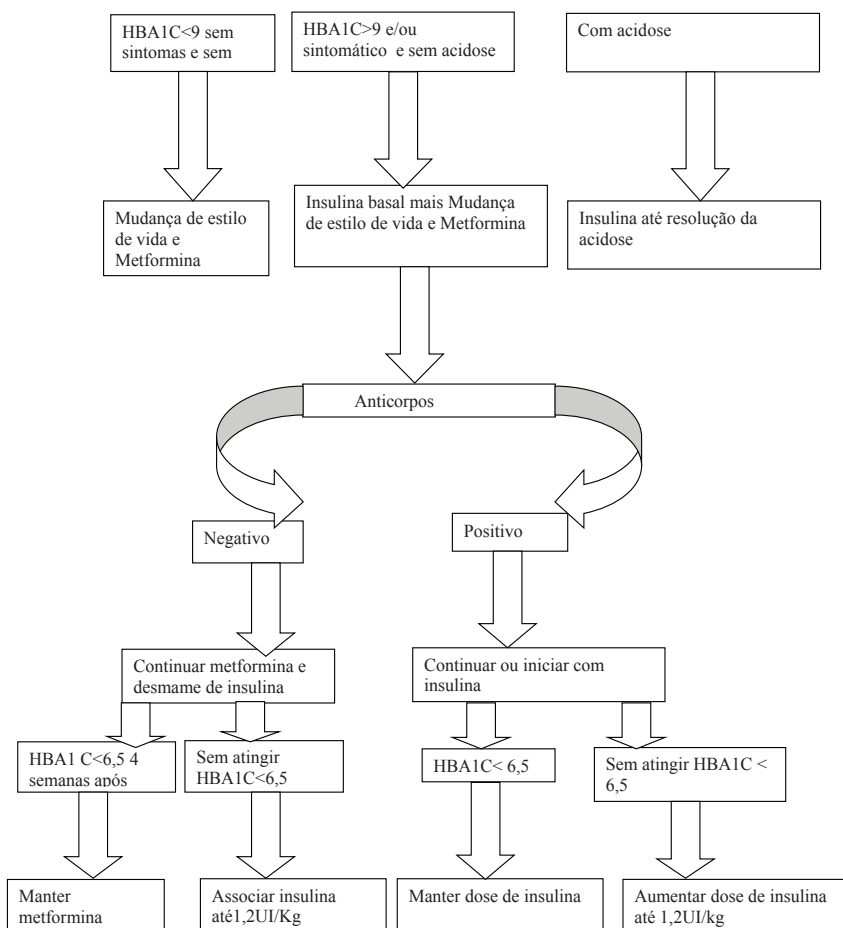 HBA1C<9 sem
sintomas e sem
HBA1C>9 e/ou
sintomático e sem acidose
Com acidose
Mudança de estilo
de vida e
Metformina
Insulina basal mais Mudança
de estilo de vida e Metformina
Insulina até resolução da
acidose
Anticorpos
Negativo
Positivo
Continuar metformina e
desmame de insulina
Continuar ou iniciar com
insulina
HBA1 C<6,5 4
semanas após
Sem atingir
HBA1C<6,5
HBA1C< 6,5
Sem atingir HBA1C <
6,5
Manter
metformina
Associar insulina
até1,2UI/Kg
Manter dose de insulina
Aumentar dose de insulina
até 1,2UI/kg